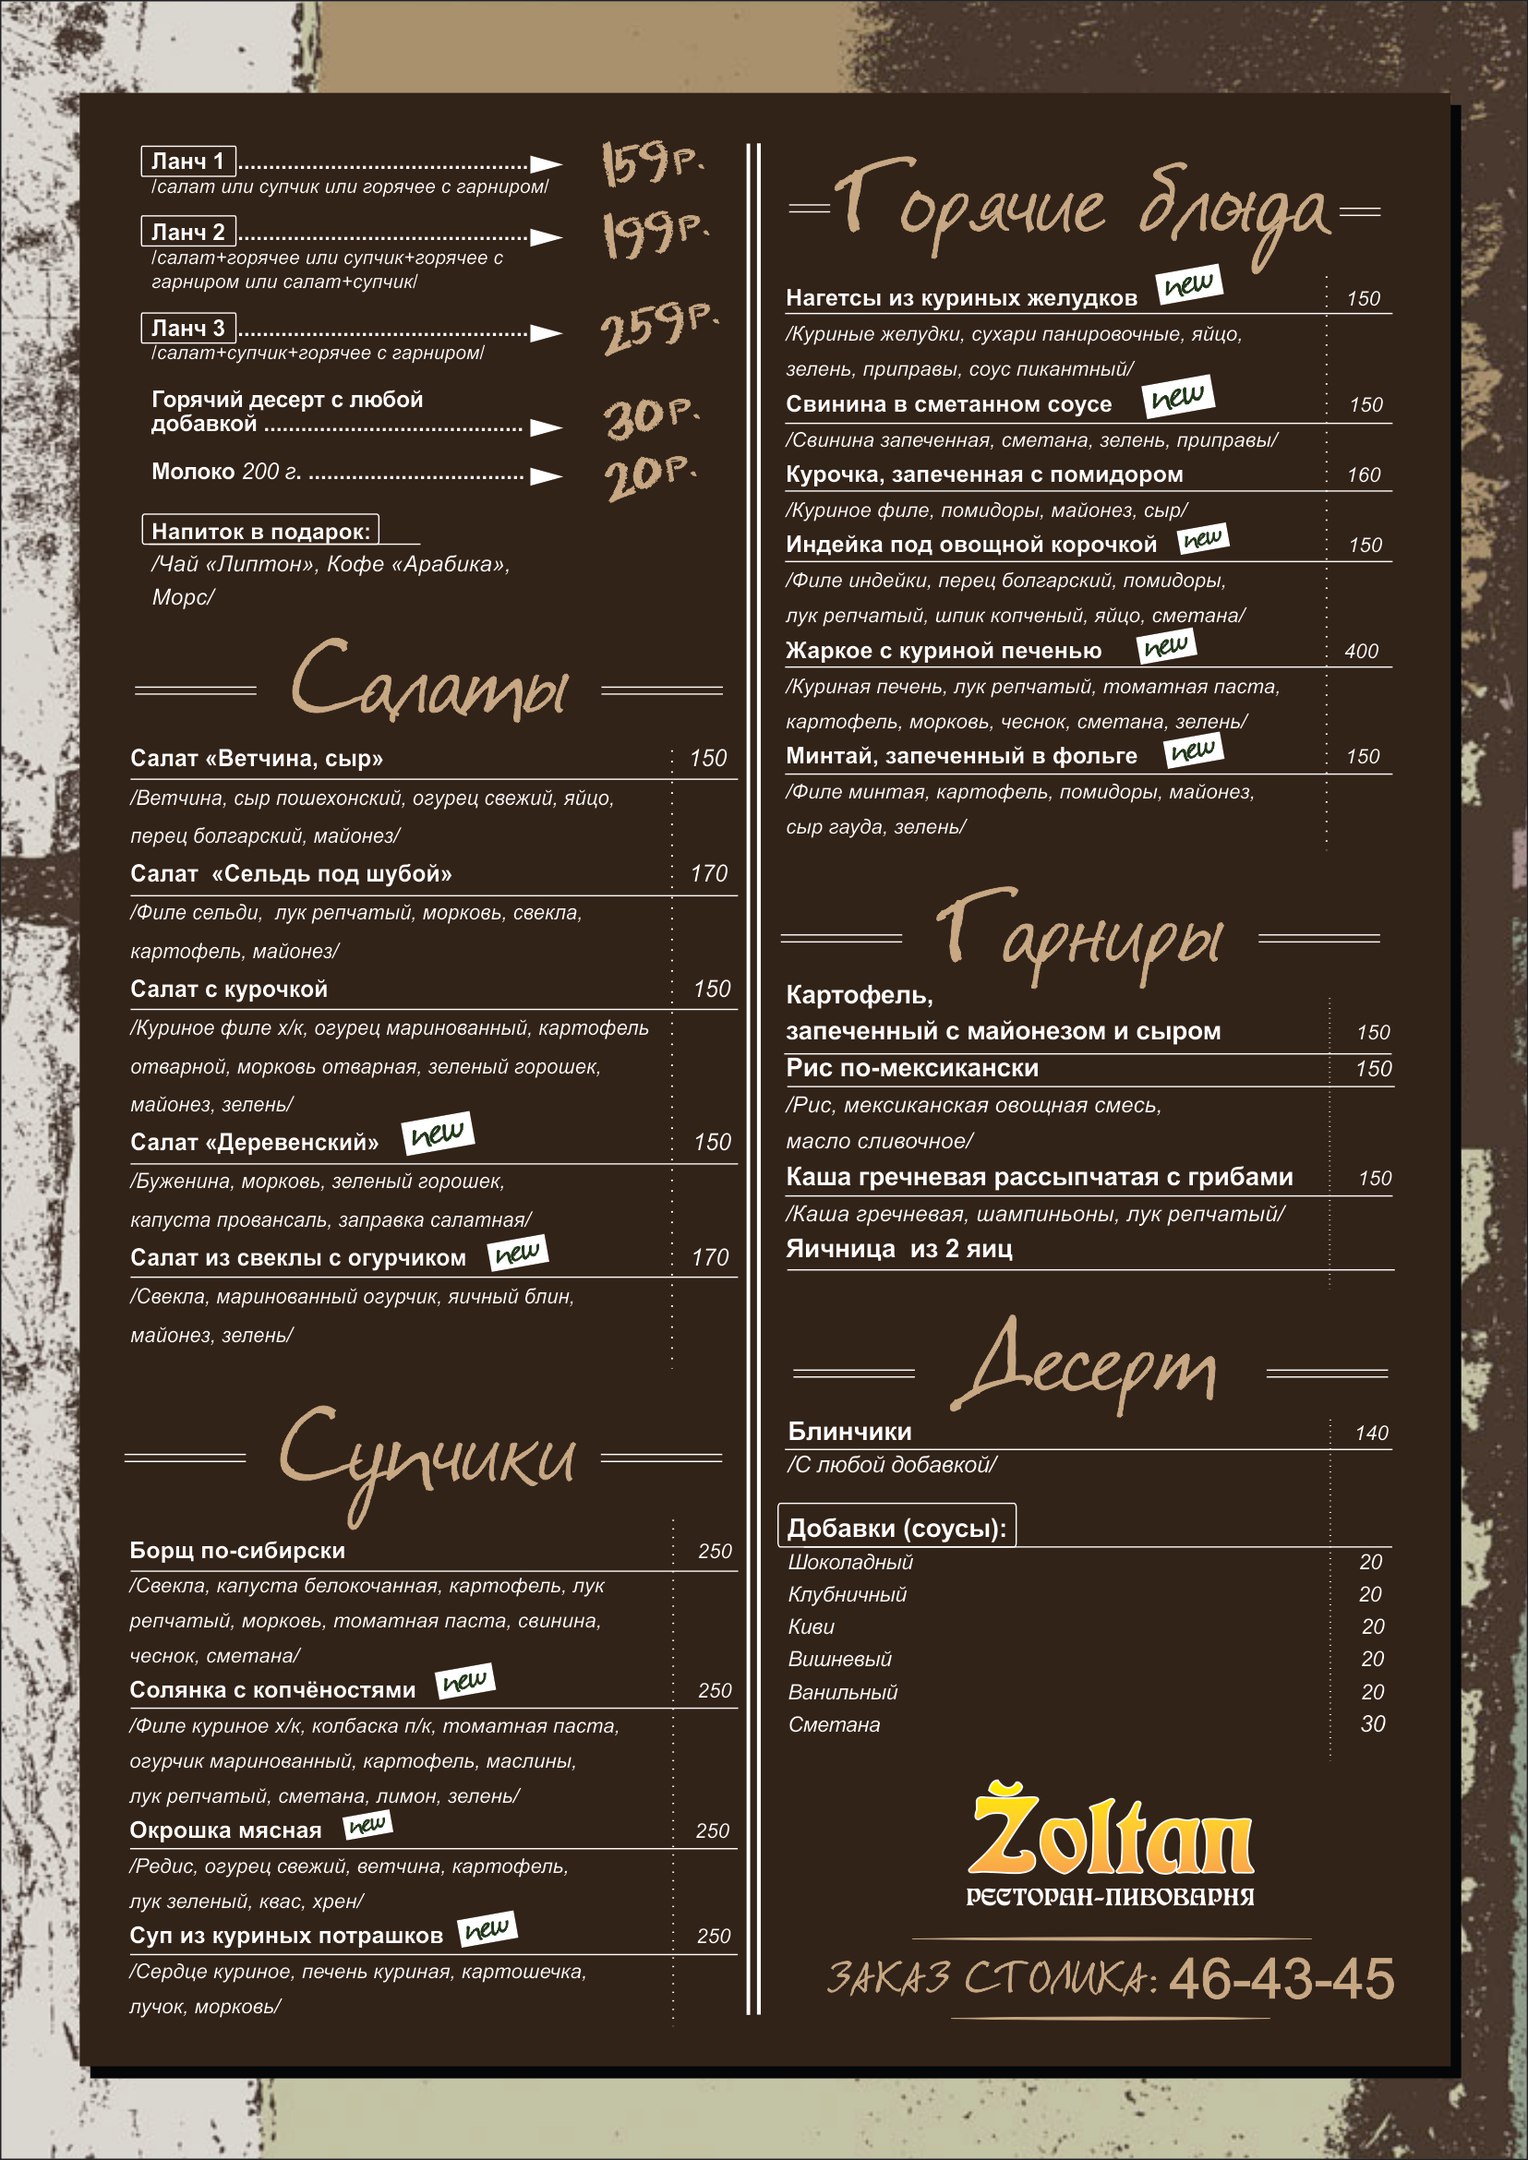 Ланч 1 159р.
/салат или супчик или горячее с гарниром/
Ланч 2 199р.
/салат+горячее или супчик+горячее с
гарниром или салат+супчик/
Ланч 3 259р.
/салат+супчик+горячее с гарниром/
Горячий десерт с любой
добавкой 30р.
Молоко 200 г. 20р.
Напиток в подарок:
/Чай «Липтон», Кофе «Арабика»,
Морс/
Салаты
Салат «Ветчина, сыр» 150
/Ветчина, сыр пошехонский, огурец свежий, яйцо,
перец болгарский, майонез/
Салат «Сельдь под шубой» 170
/Филе сельди, лук репчатый, морковь, свекла,
картофель, майонез/
Салат с курочкой 150
/Куриное филе х/к, огурец маринованный, картофель
отварной, морковь отварная, зеленый горошек,
майонез, зелень/
Салат «Деревенский» new 150
/Буженина, морковь, зеленый горошек,
капуста провансаль, заправка салатная/
Салат из свеклы с огурчиком new 170
/Свекла, маринованный огурчик, яичный блин,
майонез, зелень/
Супчики
Борщ по-сибирски 250
/Свекла, капуста белокочанная, картофель, лук
репчатый, морковь, томатная паста, свинина,
чеснок, сметана/
Солянка с копчёностями new 250
/Филе куриное х/к, колбаска п/к, томатная паста,
огурчик маринованный, картофель, маслины,
лук репчатый, сметана, лимон, зелень/
Окрошка мясная new 250
/Редис, огурец свежий, ветчина, картофель,
лук зеленый, квас, хрен/
Суп из куриных потрашков new 250
/Сердце куриное, печень куриная, картошечка,
лучок, морковь/
Горячие блюда
Нагетсы из куриных желудков new 150
/Куриные желудки, сухари панировочные, яйцо,
зелень, приправы, соус пикантный/
Свинина в сметанном соусе new 150
/Свинина запеченная, сметана, зелень, приправы/
Курочка, запеченная с помидором 160
/Куриное филе, помидоры, майонез, сыр/
Индейка под овощной корочкой new 150
/Филе индейки, перец болгарский, помидоры,
лук репчатый, шпик копченый, яйцо, сметана/
Жаркое с куриной печенью new 400
/Куриная печень, лук репчатый, томатная паста,
картофель, морковь, чеснок, сметана, зелень/
Минтай, запеченный в фольге new 150
/Филе минтая, картофель, помидоры, майонез,
сыр гауда, зелень/
Гарниры
Картофель,
запеченный с майонезом и сыром 150
Рис по-мексикански 150
/Рис, мексиканская овощная смесь,
масло сливочное/
Каша гречневая рассыпчатая с грибами 150
/Каша гречневая, шампиньоны, лук репчатый/
Яичница из 2 яиц
Десерт
Блинчики 140
/С любой добавкой/
Добавки (соусы):
Шоколадный 20
Клубничный 20
Киви 20
Вишневый 20
Ванильный 20
Сметана 30
Žoltan
РЕСТОРАН-ПИВОВАРНЯ
ЗАКАЗ СТОЛИКА: 46-43-45